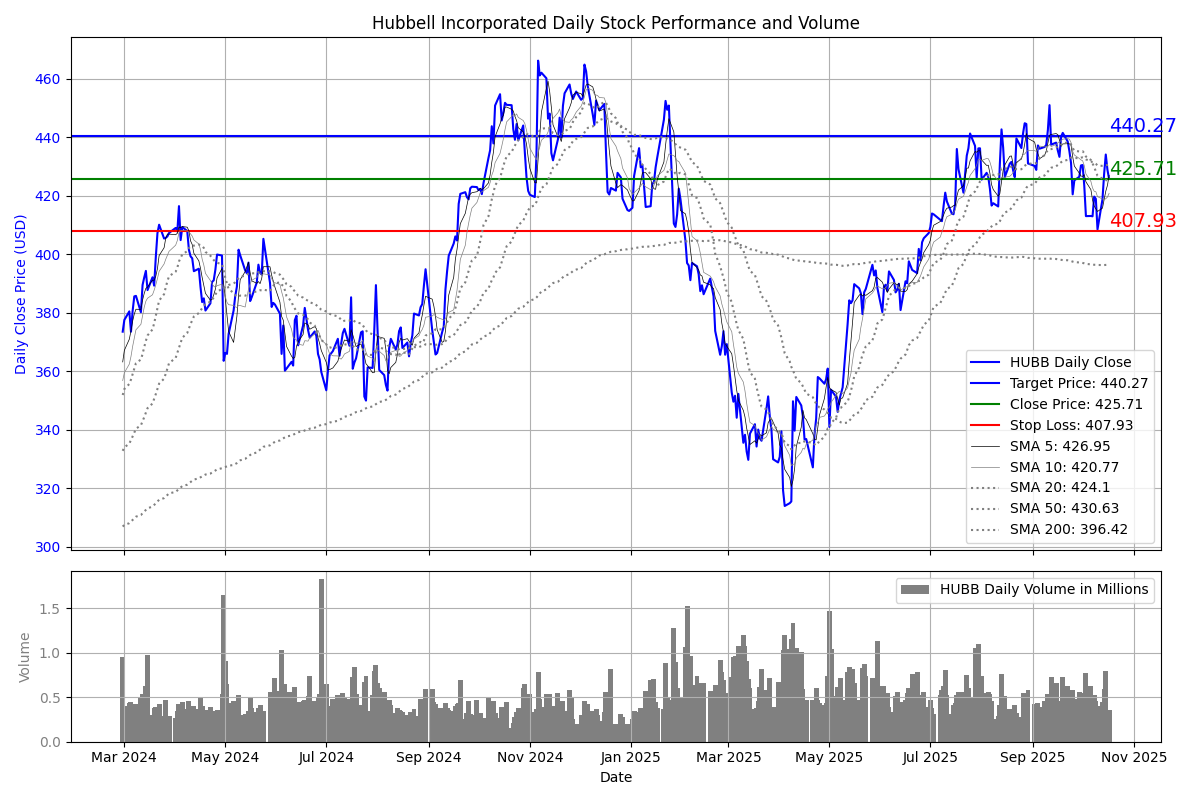 Hubbell Incorporated Daily Stock Performance and Volume
Daily Close Price (USD)
460
440
420
400
380
360
340
320
300
440.27
425.71
407.93
HUBB Daily Close
Target Price: 440.27
Close Price: 425.71
Stop Loss: 407.93
SMA 5: 426.95
SMA 10: 420.77
SMA 20: 424.1
SMA 50: 430.63
SMA 200: 396.42
Volume
1.5
1.0
0.5
0.0
HUBB Daily Volume in Millions
Mar 2024 May 2024 Jul 2024 Sep 2024 Nov 2024 Jan 2025 Mar 2025 May 2025 Jul 2025 Sep 2025 Nov 2025
Date